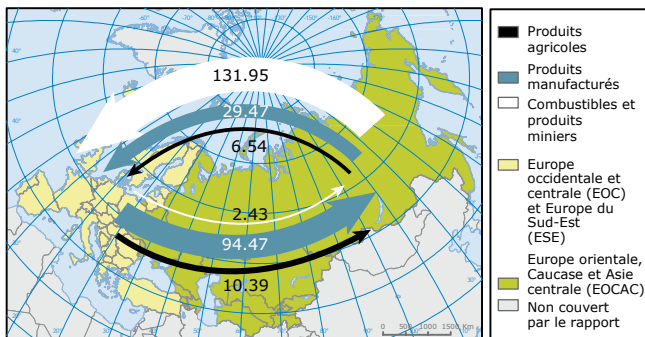 131.95
29.47
6.54
2.43
94.47
10.39
0 500 1000 1500 Km
Produits
agricoles
Produits
manufacturés
Combustibles et
produits
miniers
Europe
occidentale et
centrale (EOC)
et Europe du
Sud-Est
(ESE)
Europe orientale,
Caucase et Asie
centrale (EOCAC)
Non couvert
par le rapport